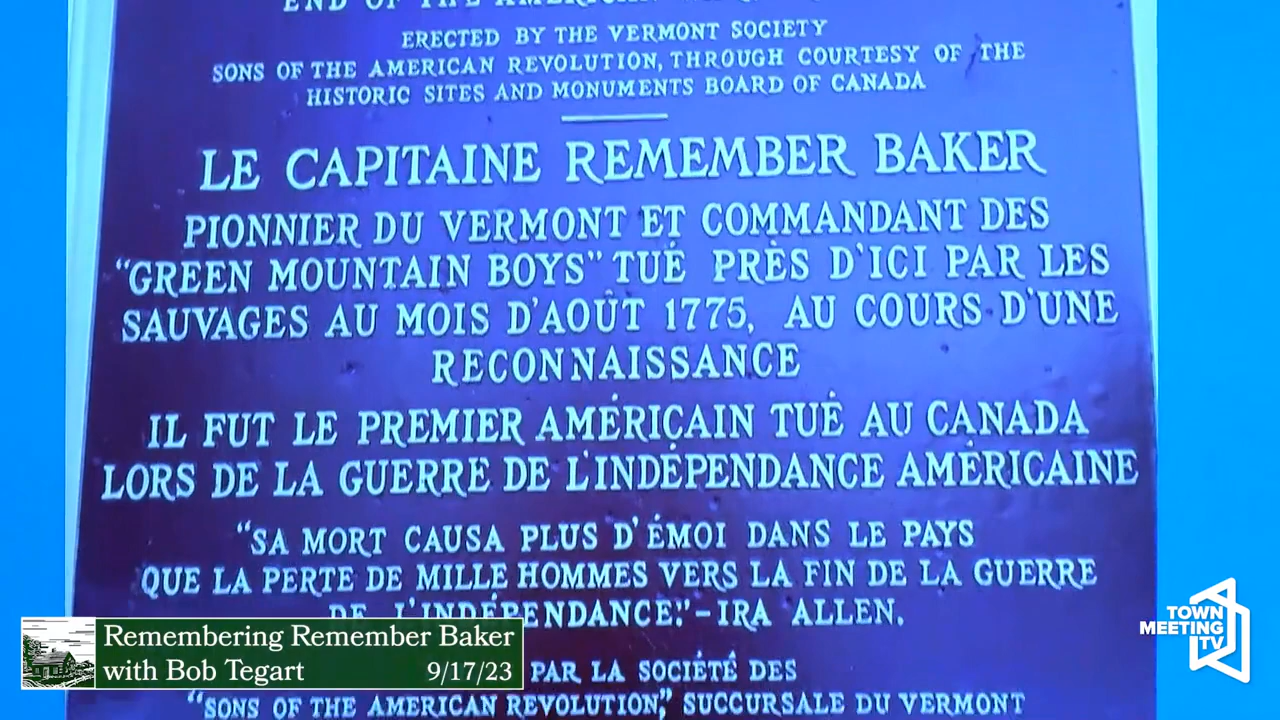 END OF THE AMERICAN
ERECTED BY THE VERMONT SOCIETY
SONS OF THE AMERICAN REVOLUTION, THROUGH COURTESY OF THE
HISTORIC SITES AND MONUMENTS BOARD OF CANADA
LE CAPITAINE REMEMBER BAKER
PIONNIER DU VERMONT ET COMMANDANT DES
"GREEN MOUNTAIN BOYS" TUÉ PRÈS D'ICI PAR LES
SAUVAGES AU MOIS D'AOÛT 1775, AU COURS D'UNE
RECONNAISSANCE
IL FUT LE PREMIER AMÉRICAIN TUÉ AU CANADA
LORS DE LA GUERRE DE L'INDÉPENDANCE AMÉRICAINE
"SA MORT CAUSA PLUS D'ÉMOI DANS LE PAYS
QUE LA PERTE DE MILLE HOMMES VERS LA FIN DE LA GUERRE
DE L'INDÉPENDANCE." - IRA ALLEN.
PAR LA SOCIÉTÉ DES
"SONS OF THE AMERICAN REVOLUTION," SUCCURSALE DU VERMONT
Remembering Remember Baker
with Bob Tegart 9/17/23
TOWN
MEETING
TV